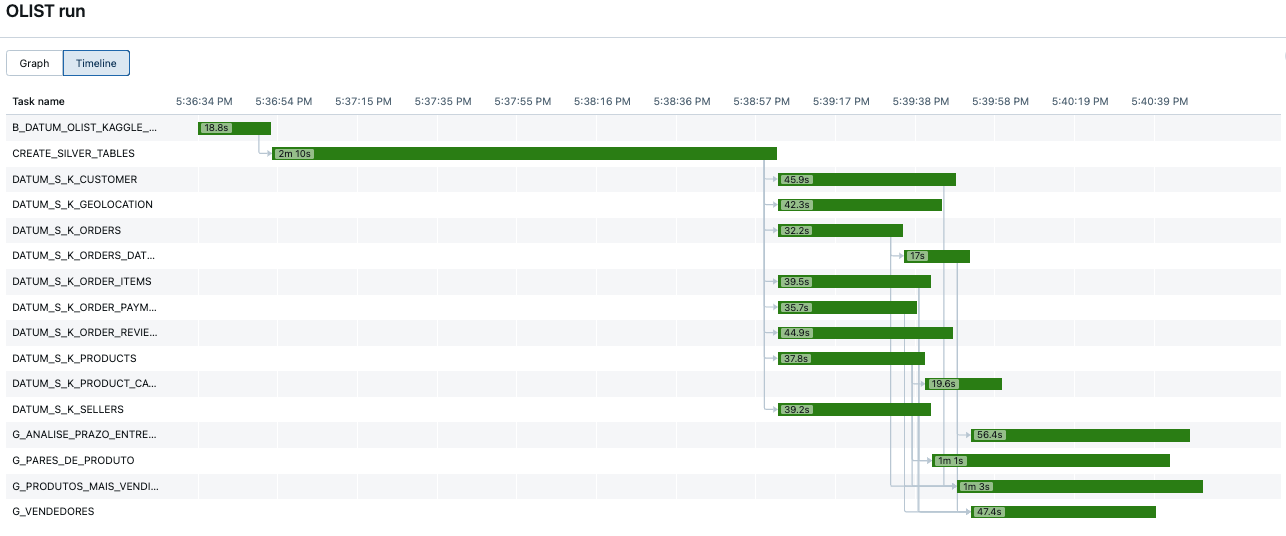 OLIST run
Graph Timeline
Task name 5:36:34 PM 5:36:54 PM 5:37:15 PM 5:37:35 PM 5:37:55 PM 5:38:16 PM 5:38:36 PM 5:38:57 PM 5:39:17 PM 5:39:38 PM 5:39:58 PM 5:40:19 PM 5:40:39 PM
B_DATUM_OLIST_KAGGLE_... 18.8s
CREATE_SILVER_TABLES 2m 10s
DATUM_S_K_CUSTOMER 45.9s
DATUM_S_K_GEOLOCATION 42.3s
DATUM_S_K_ORDERS 32.2s
DATUM_S_K_ORDERS_DAT... 17s
DATUM_S_K_ORDER_ITEMS 39.5s
DATUM_S_K_ORDER_PAYM... 35.7s
DATUM_S_K_ORDER_REVIE... 44.9s
DATUM_S_K_PRODUCTS 37.8s
DATUM_S_K_PRODUCT_CA... 19.6s
DATUM_S_K_SELLERS 39.2s
G_ANALISE_PRAZO_ENTRE... 56.4s
G_PARES_DE_PRODUTO 1m 1s
G_PRODUTOS_MAIS_VENDI... 1m 3s
G_VENDEDORES 47.4s